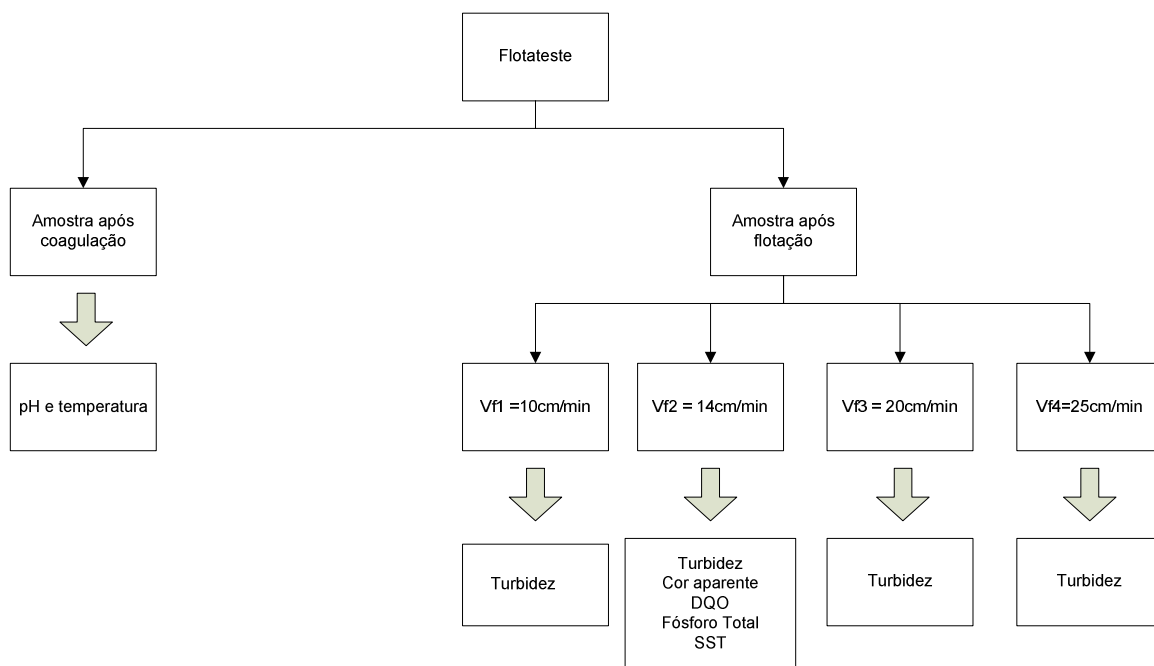 Flotateste
Amostra após
coagulação
Amostra após
flotação
pH e temperatura
Vf1 =10cm/min
Vf2 = 14cm/min
Vf3 = 20cm/min
Vf4=25cm/min
Turbidez
Turbidez
Cor aparente
DQO
Fósforo Total
SST
Turbidez
Turbidez